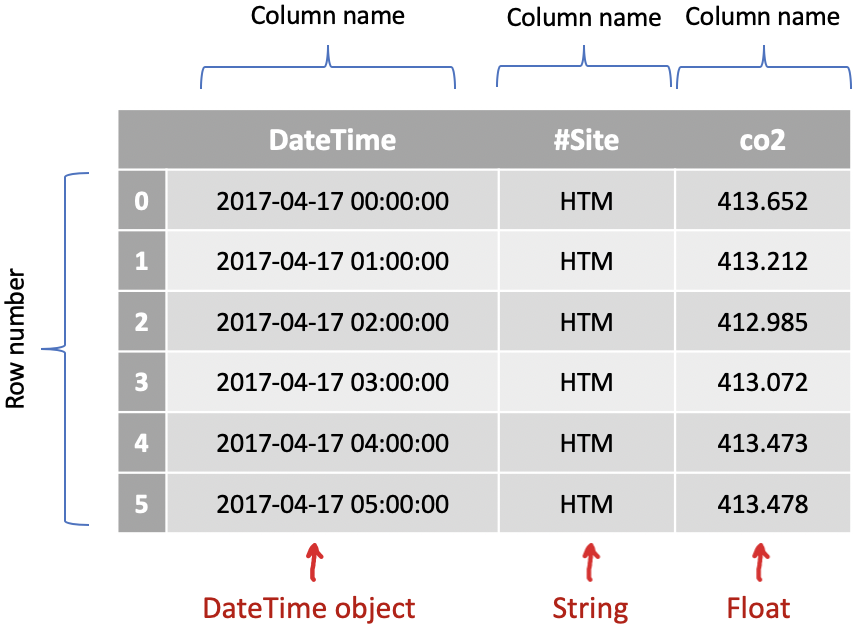 Column name Column name Column name
DateTime #Site co2
0 2017-04-17 00:00:00 HTM 413.652
1 2017-04-17 01:00:00 HTM 413.212
2 2017-04-17 02:00:00 HTM 412.985
3 2017-04-17 03:00:00 HTM 413.072
4 2017-04-17 04:00:00 HTM 413.473
5 2017-04-17 05:00:00 HTM 413.478
Row number
DateTime object String Float